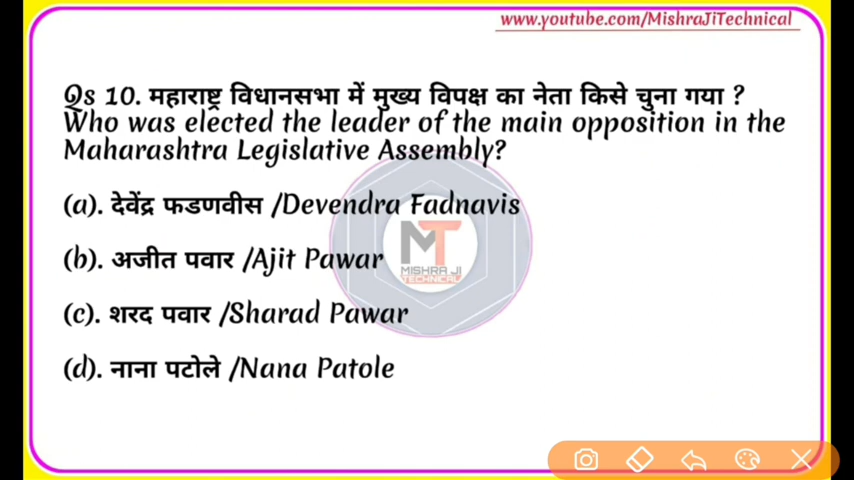 www.youtube.com/MishraJiTechnical
Qs 10. महाराष्ट्र विधानसभा में मुख्य विपक्ष का नेता किसे चुना गया ?
Who was elected the leader of the main opposition in the
Maharashtra Legislative Assembly?
(a). देवेंद्र फडणवीस /Devendra Fadnavis
(b). अजीत पवार /Ajit Pawar
MT
MISHRA JI
TECHNICAL
(c). शरद पवार /Sharad Pawar
(d). नाना पटोले /Nana Patole